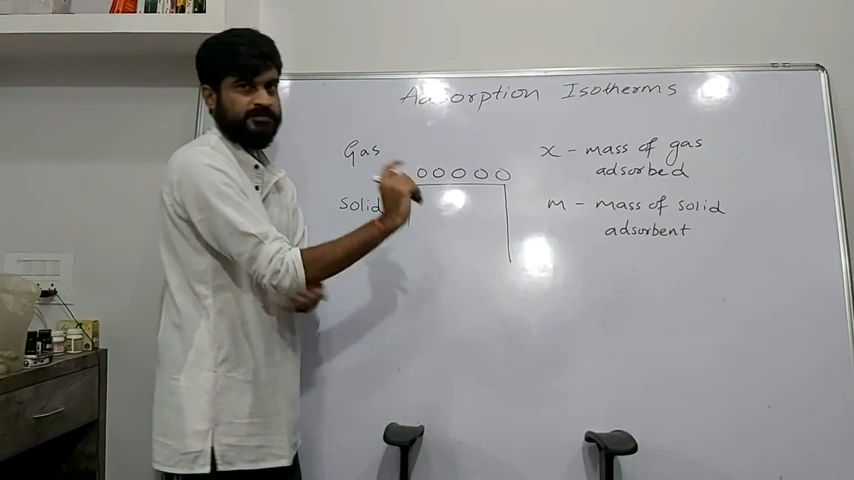 Adsorption Isotherms
Gas
x - mass of gas
adsorbed
Solid
m - mass of solid
adsorbent